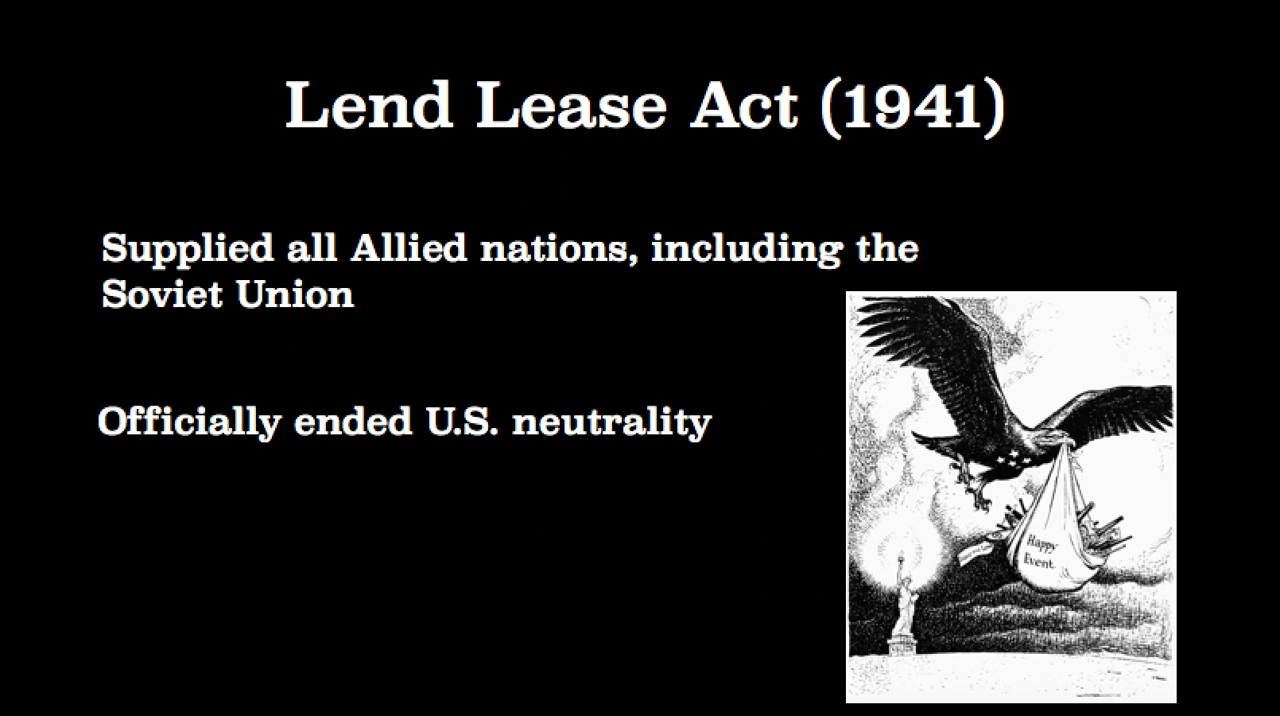 Lend Lease Act (1941)
Supplied all Allied nations, including the
Soviet Union
Officially ended U.S. neutrality
Happy
Event